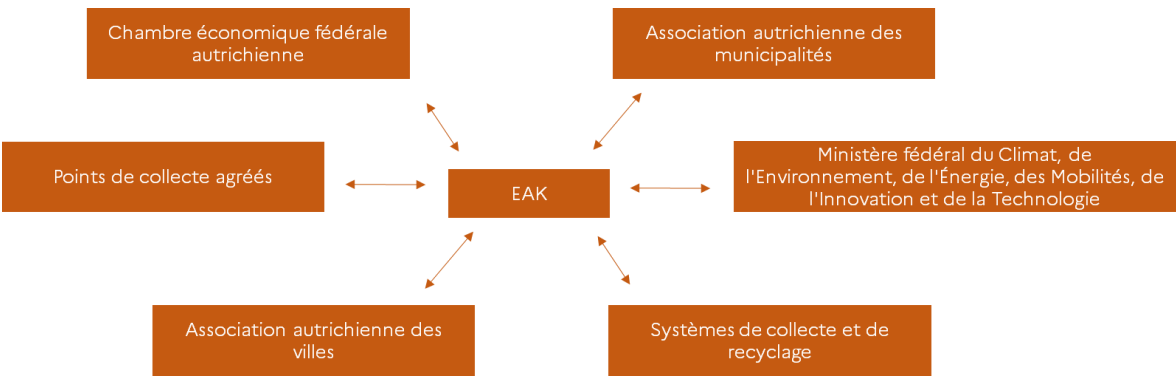 Chambre économique fédérale
autrichienne
Association autrichienne des
municipalités
Points de collecte agréés
EAK
Ministère fédéral du Climat, de
l'Environnement, de l'Énergie, des Mobilités, de
l'Innovation et de la Technologie
Association autrichienne des
villes
Systèmes de collecte et de
recyclage